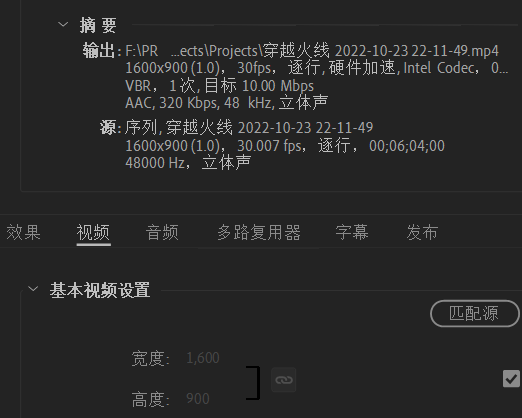 摘要
输出: F:\PR ...ects\Projects\穿越火线 2022-10-23 22-11-49.mp4
1600x900 (1.0), 30fps, 逐行, 硬件加速, Intel Codec, 0...
VBR, 1 次, 目标 10.00 Mbps
AAC, 320 Kbps, 48 kHz, 立体声
源: 序列, 穿越火线 2022-10-23 22-11-49
1600x900 (1.0), 30.007 fps, 逐行, 00;06;04;00
48000 Hz, 立体声
效果 视频 音频 多路复用器 字幕 发布
基本视频设置
匹配源
宽度: 1,600
高度: 900